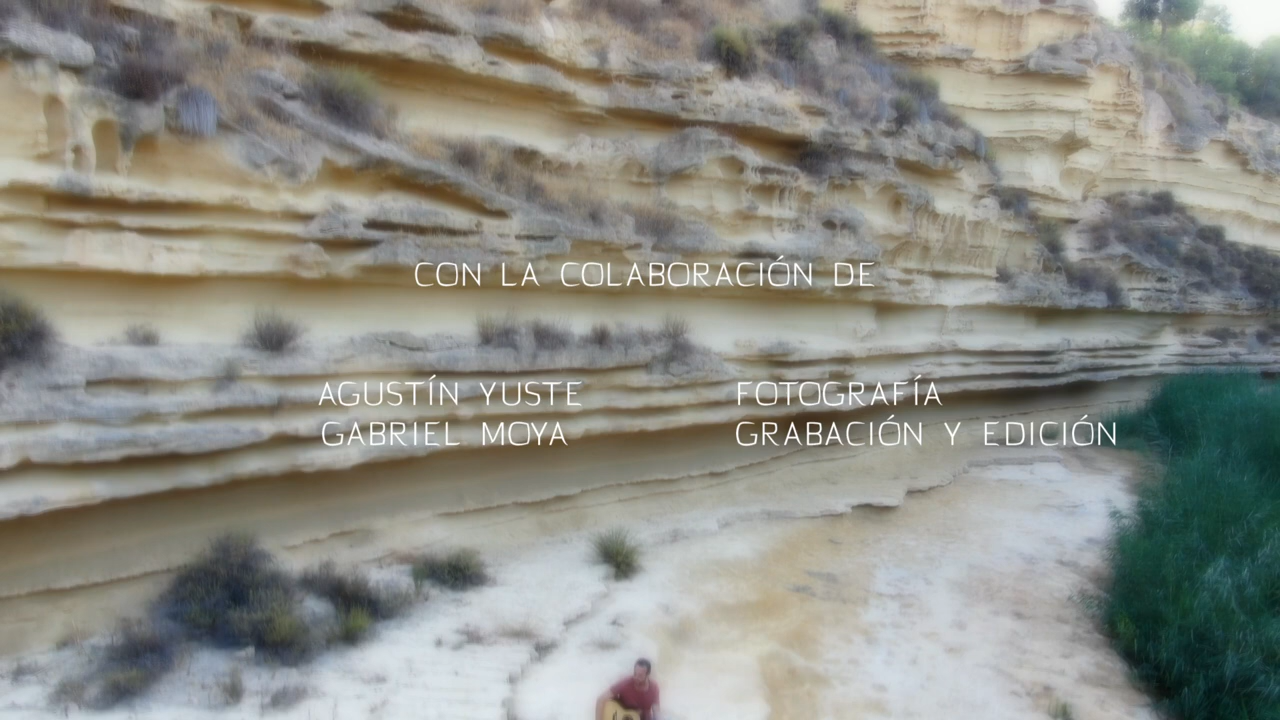 CON LA COLABORACIÓN DE
AGUSTÍN YUSTE FOTOGRAFÍA
GABRIEL MOYA GRABACIÓN Y EDICIÓN